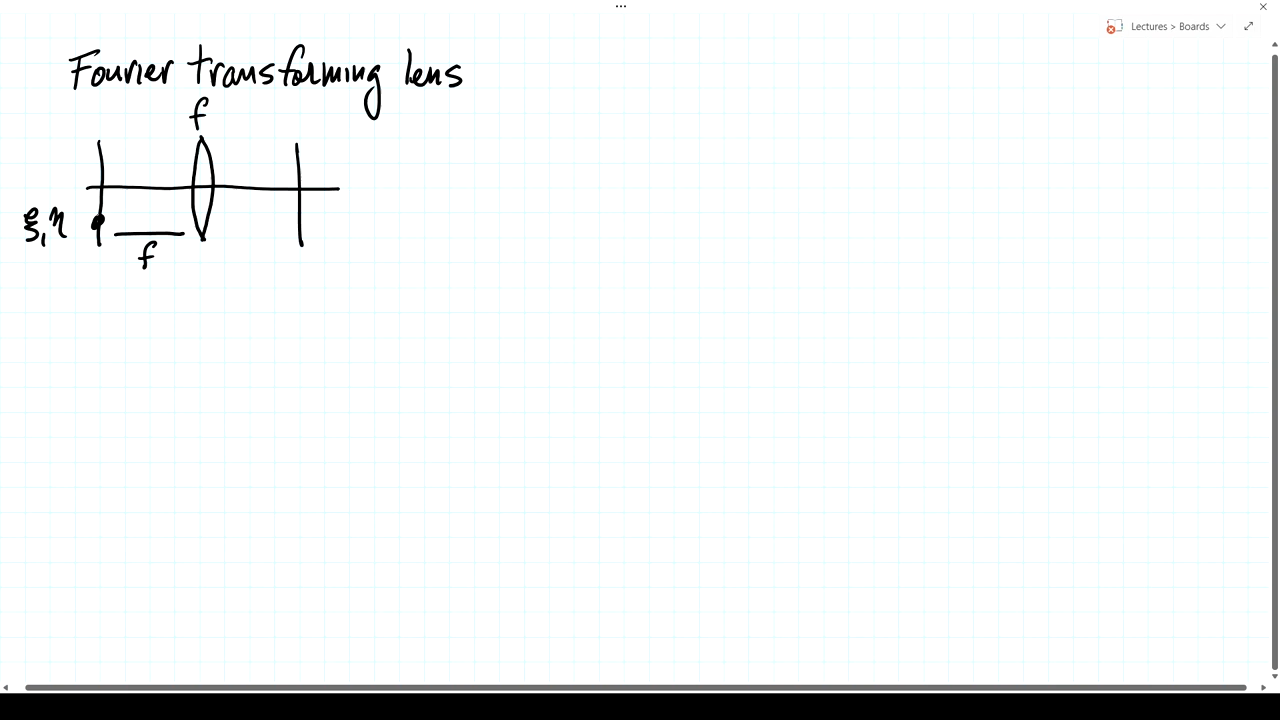 Lectures > Boards
Fourier transforming lens
f
ξ, η
f